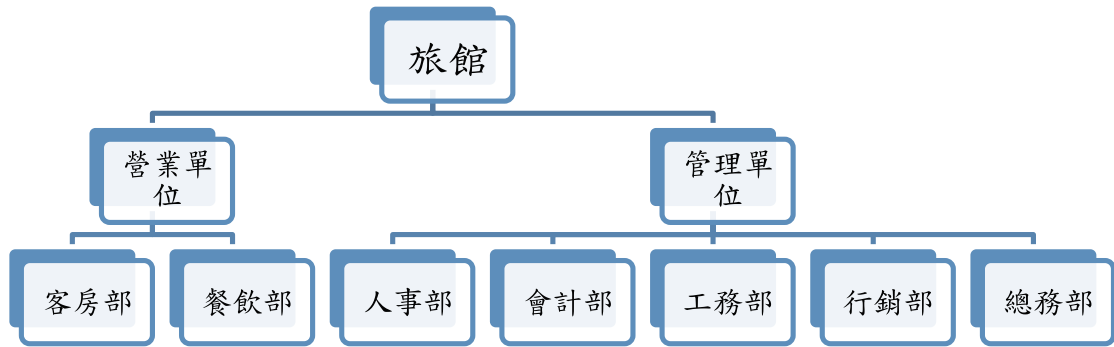 旅館
營業單
位
管理單
位
客房部
餐飲部
人事部
會計部
工務部
行銷部
總務部